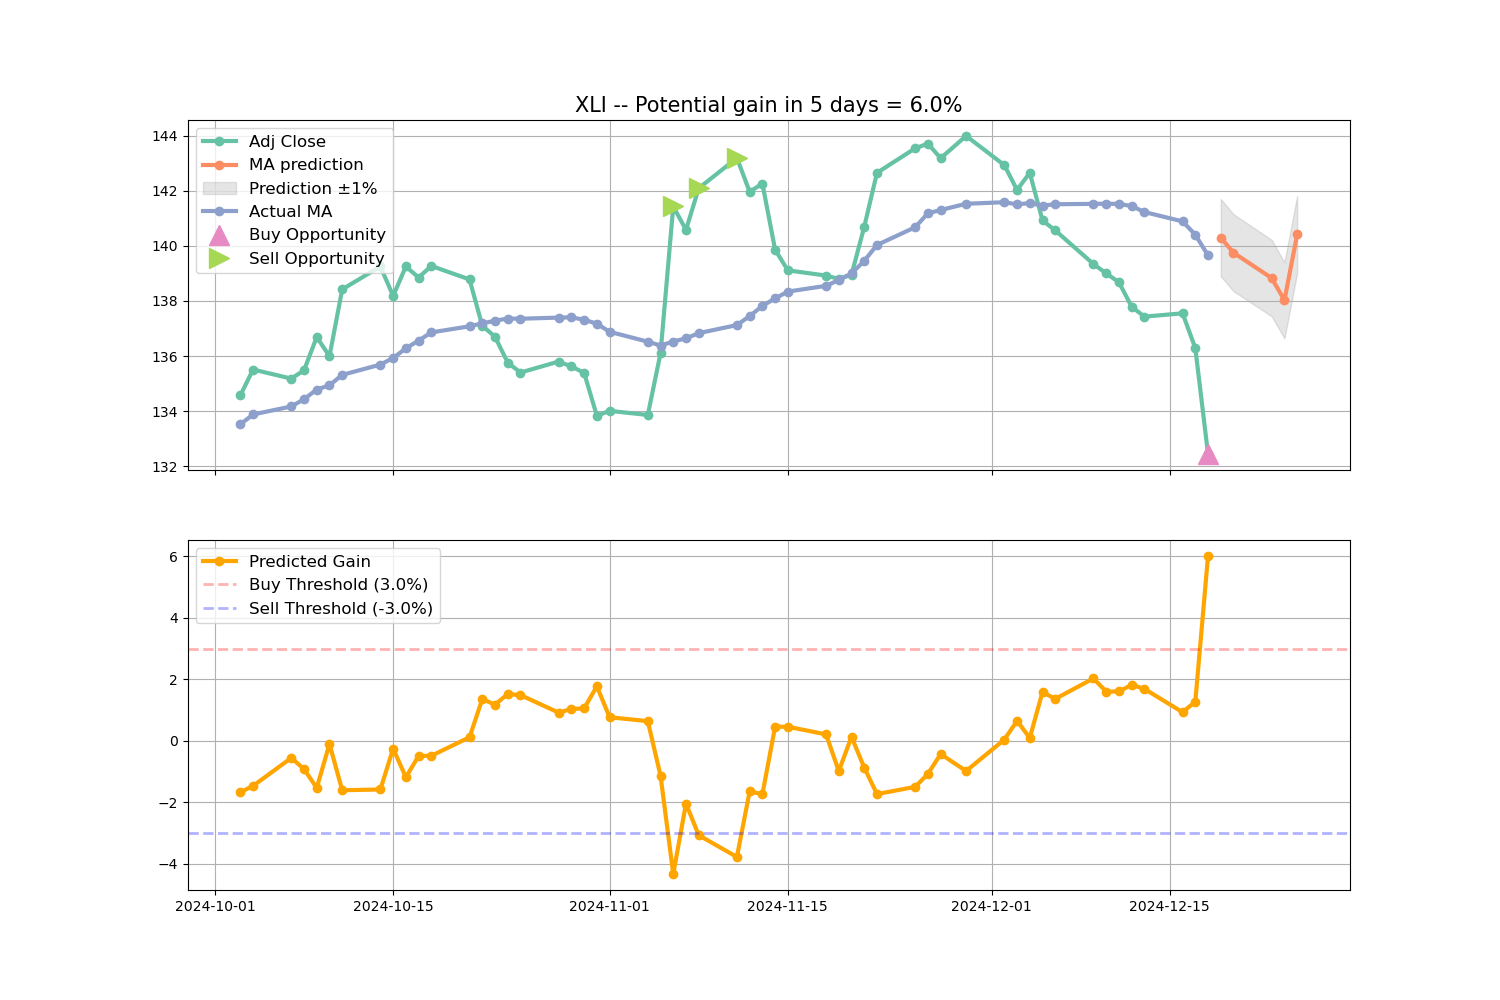 XLI -- Potential gain in 5 days = 6.0%
144
142
140
138
136
134
132
Adj Close
MA prediction
Prediction ±1%
Actual MA
Buy Opportunity
Sell Opportunity
6
4
2
0
−2
−4
Predicted Gain
Buy Threshold (3.0%)
Sell Threshold (-3.0%)
2024-10-01 2024-10-15 2024-11-01 2024-11-15 2024-12-01 2024-12-15